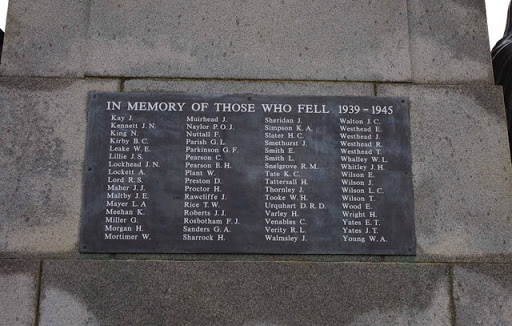 IN MEMORY OF THOSE WHO FELL 1939-1945
Kay J.
Kennett J. N.
King N.
Kirby B. C.
Leake W. E.
Lillie J. S.
Lockhead J. N.
Lockett A.
Lord R. S.
Maher J. J.
Maltby J. E.
Mayer L. A
Meehan K.
Miller G.
Morgan H.
Mortimer W.
Muirhead J.
Naylor P. O. J.
Nuttall F.
Parish G. L.
Parkinson G. F.
Pearson C.
Pearson E. H.
Plant W.
Preston D.
Proctor H.
Rawcliffe J.
Rice T. W.
Roberts J. J.
Rosbotham F. J.
Sanders G. A.
Sharrock H.
Sheridan J.
Simpson K. A.
Slater H. C.
Smethurst J.
Smith E.
Smith L.
Snelgrove R. M.
Tate K. C.
Tattersall H.
Thornley J.
Tooke W. H.
Urquhart D. R. D.
Varley H.
Venables C.
Verity R. L.
Walmsley J.
Walton J. C.
Westhead E.
Westhead J.
Westhead R.
Westhead T.
Whalley W. L.
Whitley J. H.
Wilson E.
Wilson J.
Wilson L. C.
Wilson T.
Wood E.
Wright H.
Yates E. T.
Yates J. T.
Young W. A.